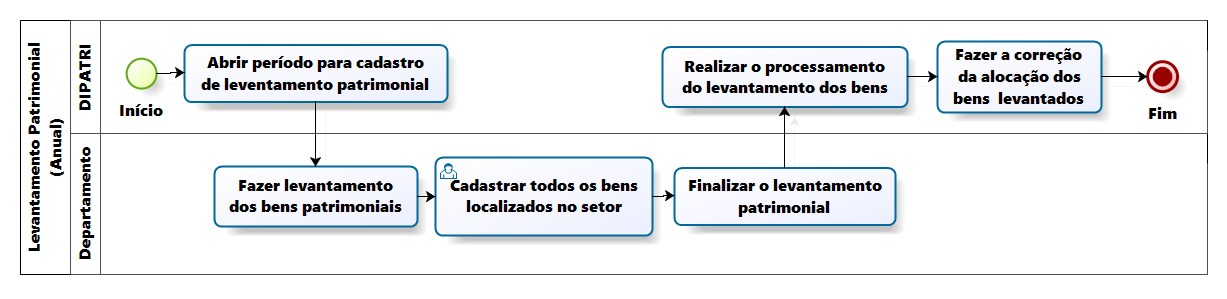 Levantamento Patrimonial
(Anual)
DIPATRI
Início
Abrir período para cadastro
de leventamento patrimonial
Realizar o processamento
do levantamento dos bens
Fazer a correção
da alocação dos
bens levantados
Fim
Departamento
Fazer levantamento
dos bens patrimoniais
Cadastrar todos os bens
localizados no setor
Finalizar o levantamento
patrimonial